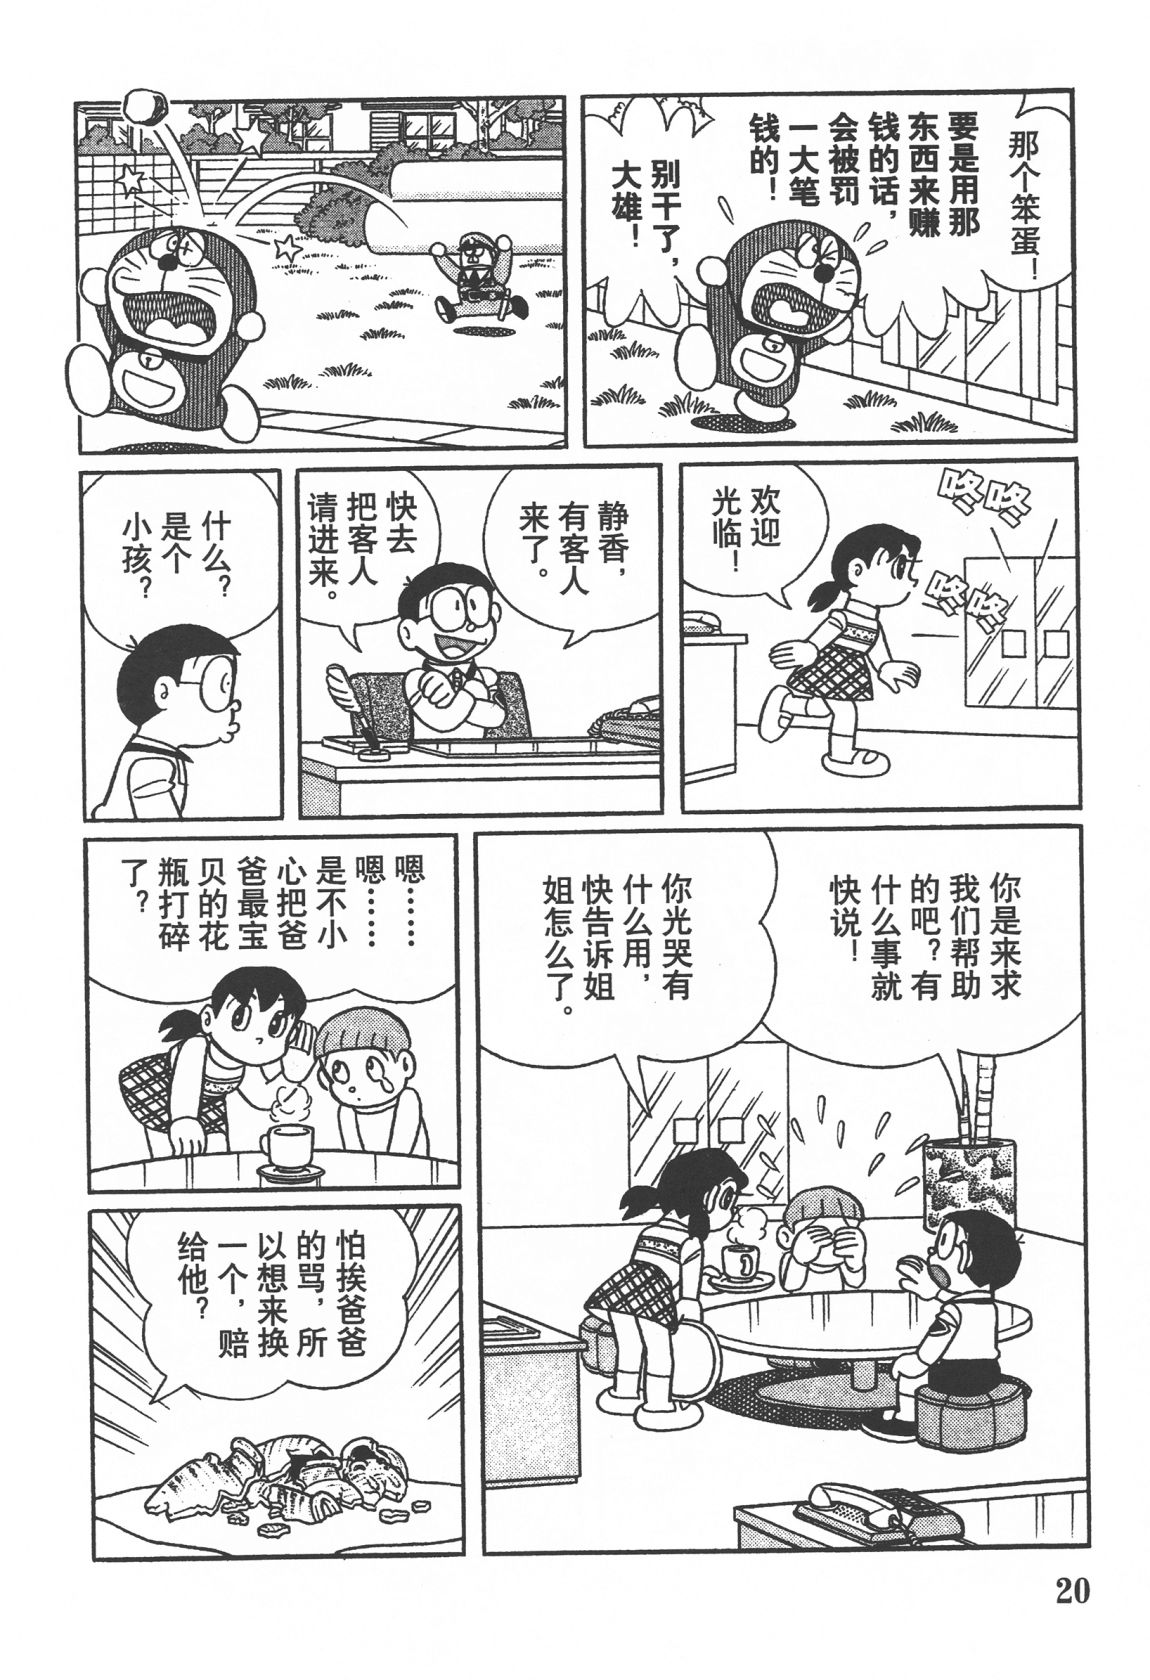 那个笨蛋！
要是用那
东西来赚
钱的话，
会被罚
一大笔
钱的！
别干了，
大雄！
咚咚
咚咚
欢迎
光临！
静香，
有客人
来了。
快去
把客人
请进来。
什么？
是个
小孩？
你是来求
我们帮助
的吧？有
什么事就
快说！
你光哭有
什么用，
快告诉姐
姐怎么了。
嗯……
嗯……
是不小
心把爸
爸最宝
贝的花
瓶打碎
了？
怕挨爸爸
的骂，所
以想来换
一个，赔
给他？
20